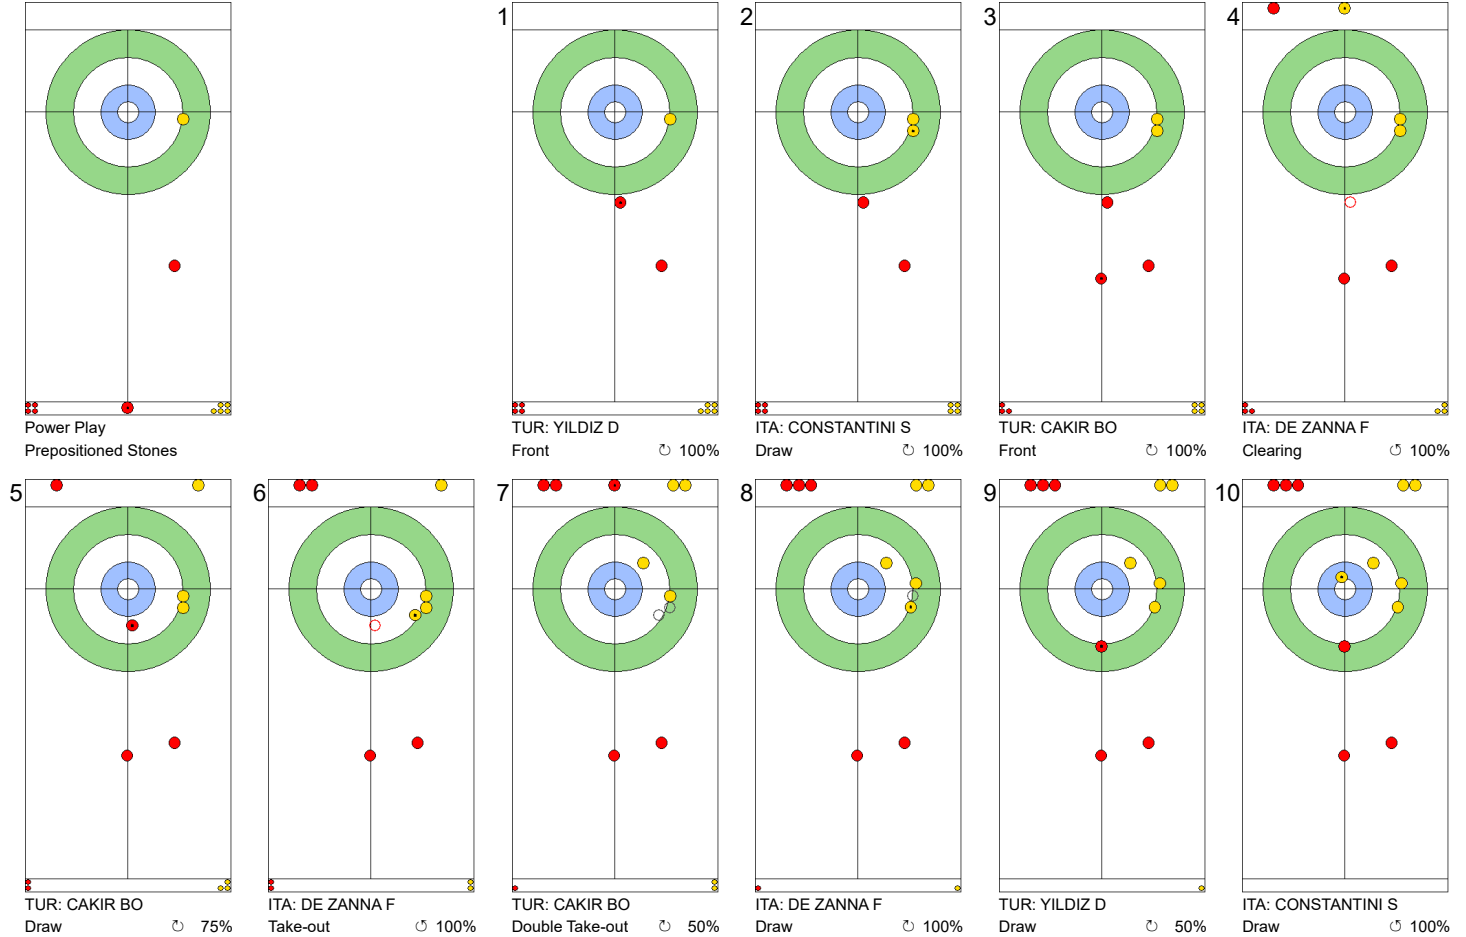 1
2
3
4
Power Play
Prepositioned Stones
TUR: YILDIZ D
Front ↻ 100%
ITA: CONSTANTINI S
Draw ↻ 100%
TUR: CAKIR BO
Front ↻ 100%
ITA: DE ZANNA F
Clearing ↺ 100%
5
6
7
8
9
10
TUR: CAKIR BO
Draw ↻ 75%
ITA: DE ZANNA F
Take-out ↺ 100%
TUR: CAKIR BO
Double Take-out ↻ 50%
ITA: DE ZANNA F
Draw ↻ 100%
TUR: YILDIZ D
Draw ↻ 50%
ITA: CONSTANTINI S
Draw ↺ 100%